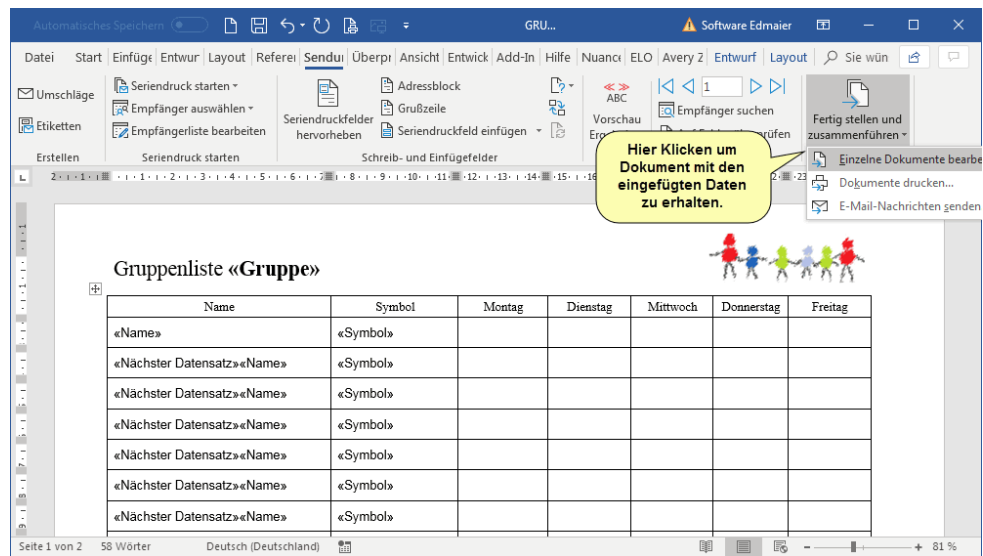 Automatisches Speichern
GRU...
Software Edmaier
Datei Start Einfüge Entwur Layout Referei Sendui Überpr Ansicht Entwick Add-In Hilfe Nuance ELO Avery Z Entwurf Layout Sie wün
Umschläge
Etiketten
Erstellen
Seriendruck starten
Empfänger auswählen
Empfängerliste bearbeiten
Seriendruck starten
Seriendruckfelder
hervorheben
Adressblock
Grußzeile
Seriendruckfeld einfügen
Schreib- und Einfügefelder
ABC
Vorschau
1
Empfänger suchen
Fertig stellen und
zusammenführen
Einzelne Dokumente bearbe
Dokumente drucken...
E-Mail-Nachrichten senden
Hier Klicken um
Dokument mit den
eingefügten Daten
zu erhalten.
Gruppenliste «Gruppe»
Name Symbol Montag Dienstag Mittwoch Donnerstag Freitag
«Name» «Symbol»
«Nächster Datensatz»«Name» «Symbol»
«Nächster Datensatz»«Name» «Symbol»
«Nächster Datensatz»«Name» «Symbol»
«Nächster Datensatz»«Name» «Symbol»
«Nächster Datensatz»«Name» «Symbol»
«Nächster Datensatz»«Name» «Symbol»
Seite 1 von 2 58 Wörter Deutsch (Deutschland) 81 %